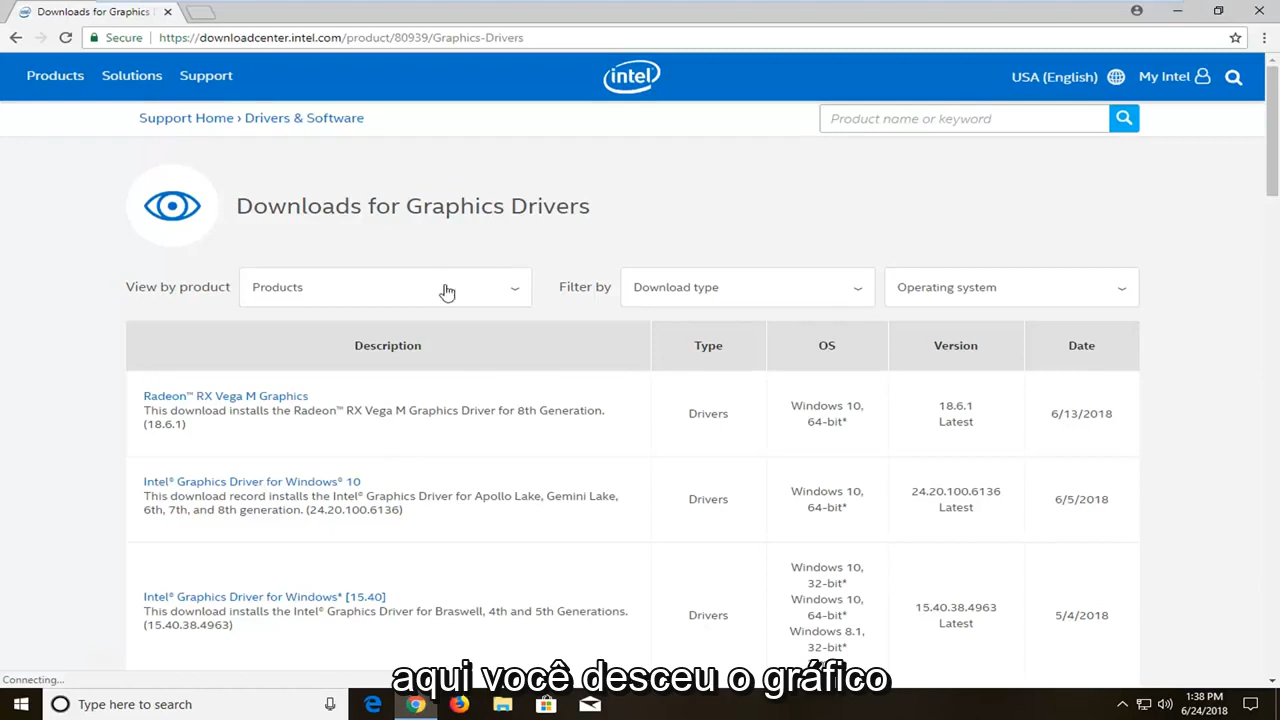 Downloads for Graphics D
Secure https://downloadcenter.intel.com/product/80939/Graphics-Drivers
Products Solutions Support
intel
USA (English) My Intel
Support Home › Drivers & Software
Product name or keyword
Downloads for Graphics Drivers
View by product Products Filter by Download type Operating system
Description Type OS Version Date
Radeon™ RX Vega M Graphics
This download installs the Radeon™ RX Vega M Graphics Driver for 8th Generation.
(18.6.1)
Drivers
Windows 10,
64-bit*
18.6.1
Latest
6/13/2018
Intel® Graphics Driver for Windows® 10
This download record installs the Intel® Graphics Driver for Apollo Lake, Gemini Lake,
6th, 7th, and 8th generation. (24.20.100.6136)
Drivers
Windows 10,
64-bit*
24.20.100.6136
Latest
6/5/2018
Intel® Graphics Driver for Windows* [15.40]
This download installs the Intel® Graphics Driver for Braswell, 4th and 5th Generations.
(15.40.38.4963)
Drivers
Windows 10,
32-bit*
Windows 10,
64-bit*
Windows 8.1,
32-bit*
15.40.38.4963
Latest
5/4/2018
aqui você desceu o gráfico
Connecting...
Type here to search
1:38 PM
6/24/2018